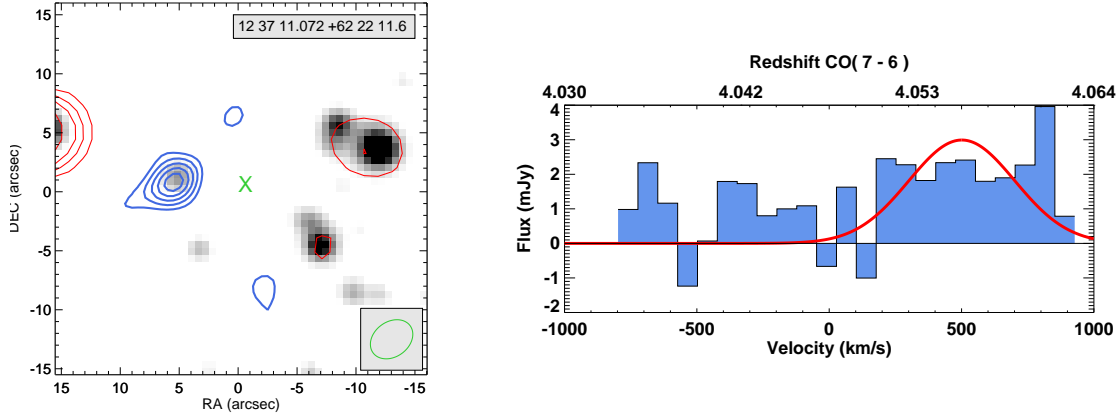 12 37 11.072 +62 22 11.6
15
10
5
0
-5
-10
-15
DEC (arcsec)
X
15 10 5 0 -5 -10 -15
RA (arcsec)
Redshift CO( 7 - 6 )
4.030 4.042 4.053 4.064
4
3
2
1
0
-1
-2
Flux (mJy)
-1000 -500 0 500 1000
Velocity (km/s)